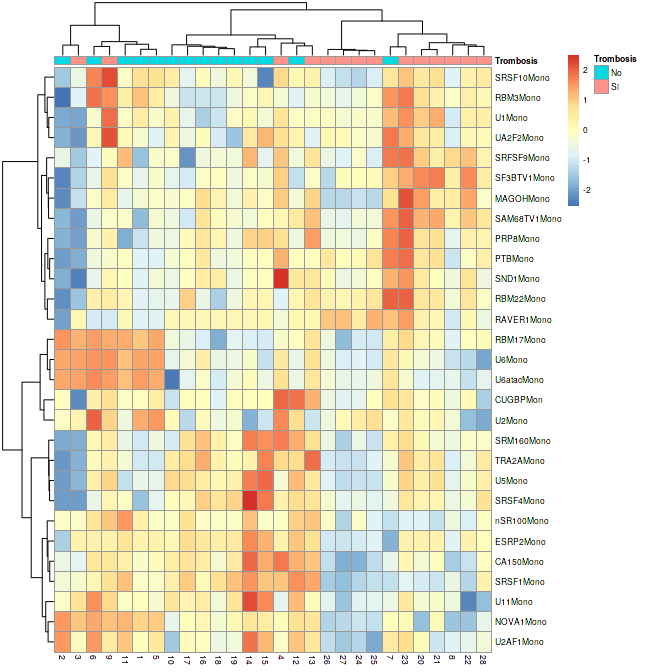 Trombosis
SRSF10Mono
RBM3Mono
U1Mono
UA2F2Mono
SRFSF9Mono
SF3BTV1Mono
MAGOHMono
SAM68TV1Mono
PRP8Mono
PTBMono
SND1Mono
RBM22Mono
RAVER1Mono
RBM17Mono
U6Mono
U6atacMono
CUGBPMon
U2Mono
SRM160Mono
TRA2AMono
U5Mono
SRSF4Mono
nSR100Mono
ESRP2Mono
CA150Mono
SRSF1Mono
U11Mono
NOVA1Mono
U2AF1Mono
2 3 6 9 11 1 5 10 17 16 18 19 14 15 4 12 13 26 27 24 25 7 23 20 21 8 22 28
2
1
0
-1
-2
Trombosis
No
SI